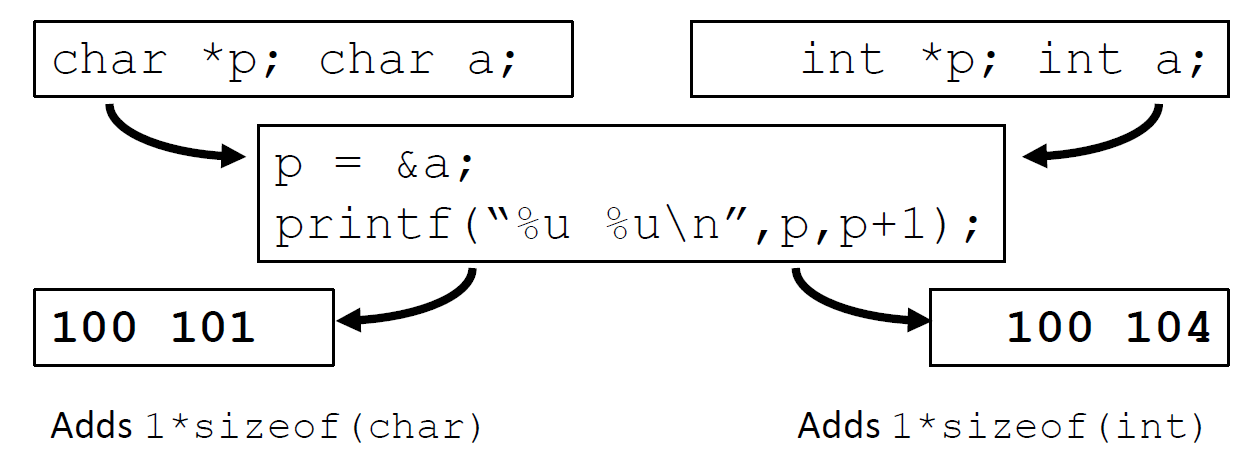 char *p; char a;
int *p; int a;
p = &a;
printf(“%u %u\n”,p,p+1);
100 101
100 104
Adds 1*sizeof(char)
Adds 1*sizeof(int)